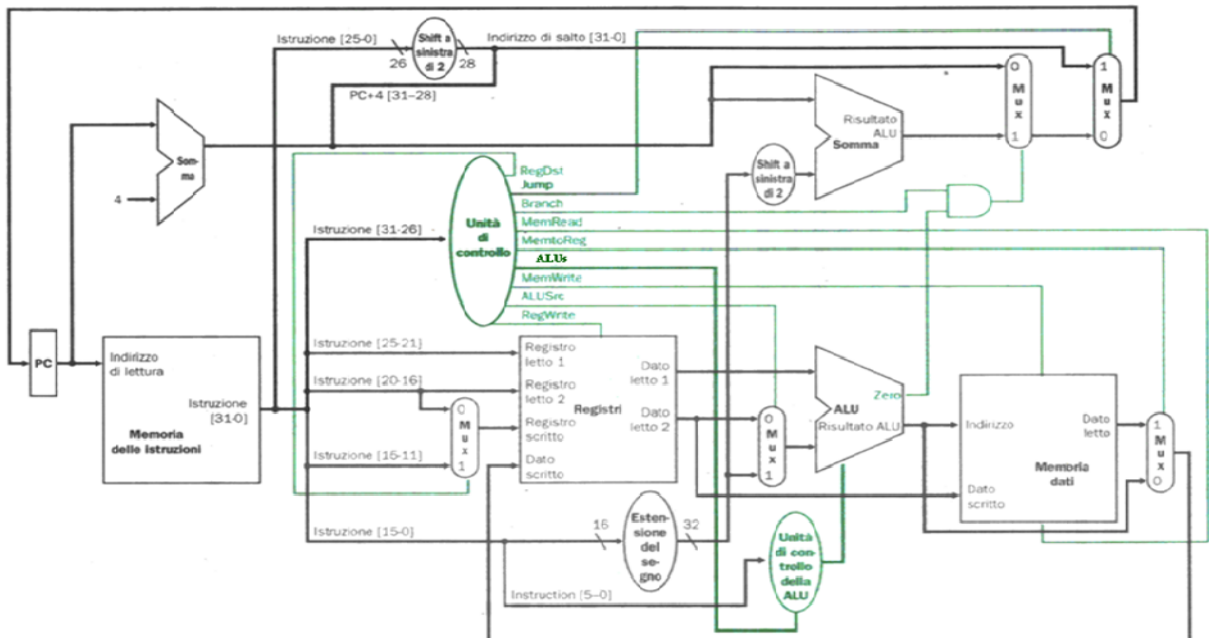 Istruzione [25-0]
26
Shift a
sinistra
di 2
28
Indirizzo di salto [31-0]
PC+4 [31-28]
4
Som-
ma
Risultato
ALU
Somma
Shift a
sinistra
di 2
0
M
u
x
1
1
M
u
x
0
RegDst
Jump
Branch
MemRead
MemtoReg
ALUs
MemWrite
ALUSrc
RegWrite
Unità
di
controllo
Istruzione [31-26]
PC
Indirizzo
di lettura
Istruzione
[31-0]
Memoria
delle Istruzioni
Istruzione [25-21]
Istruzione [20-16]
Istruzione [15-11]
0
M
u
x
1
Registro
letto 1
Registro
letto 2
Registro
scritto
Dato
scritto
Registri
Dato
letto 1
Dato
letto 2
0
M
u
x
1
Zero
ALU
Risultato ALU
Indirizzo
Dato
letto
Memoria
dati
Dato
scritto
1
M
u
x
0
Istruzione [15-0]
16
Estensione
del
se-
gno
32
Instruction [5-0]
Unità
di con-
trollo
della
ALU